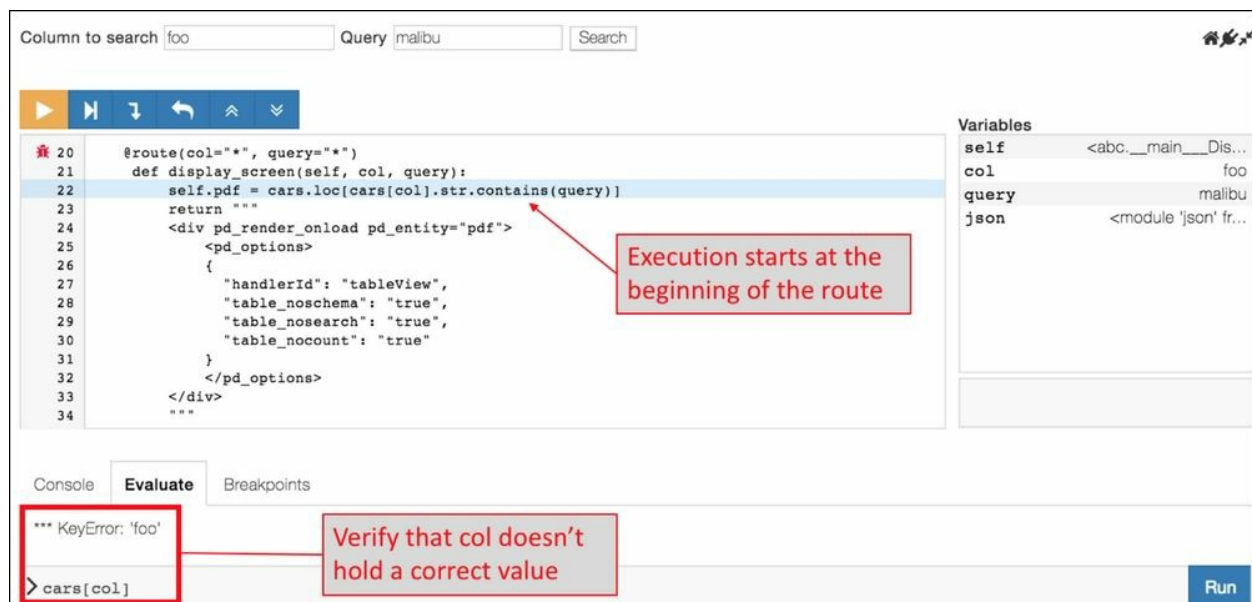 Column to search foo Query malibu Search
Variables
20 @route(col="*", query="*")
21 def display_screen(self, col, query):
22 self.pdf = cars.loc[cars[col].str.contains(query)]
23 return """
24 <div pd_render_onload pd_entity="pdf">
25 <pd_options>
26 {
27 "handlerId": "tableView",
28 "table_noschema": "true",
29 "table_nosearch": "true",
30 "table_nocount": "true"
31 }
32 </pd_options>
33 </div>
34 """
self <abc.__main___Dis...
col foo
query malibu
json <module 'json' fr...
Execution starts at the
beginning of the route
Console Evaluate Breakpoints
*** KeyError: 'foo'
Verify that col doesn't
hold a correct value
>cars[col]
Run